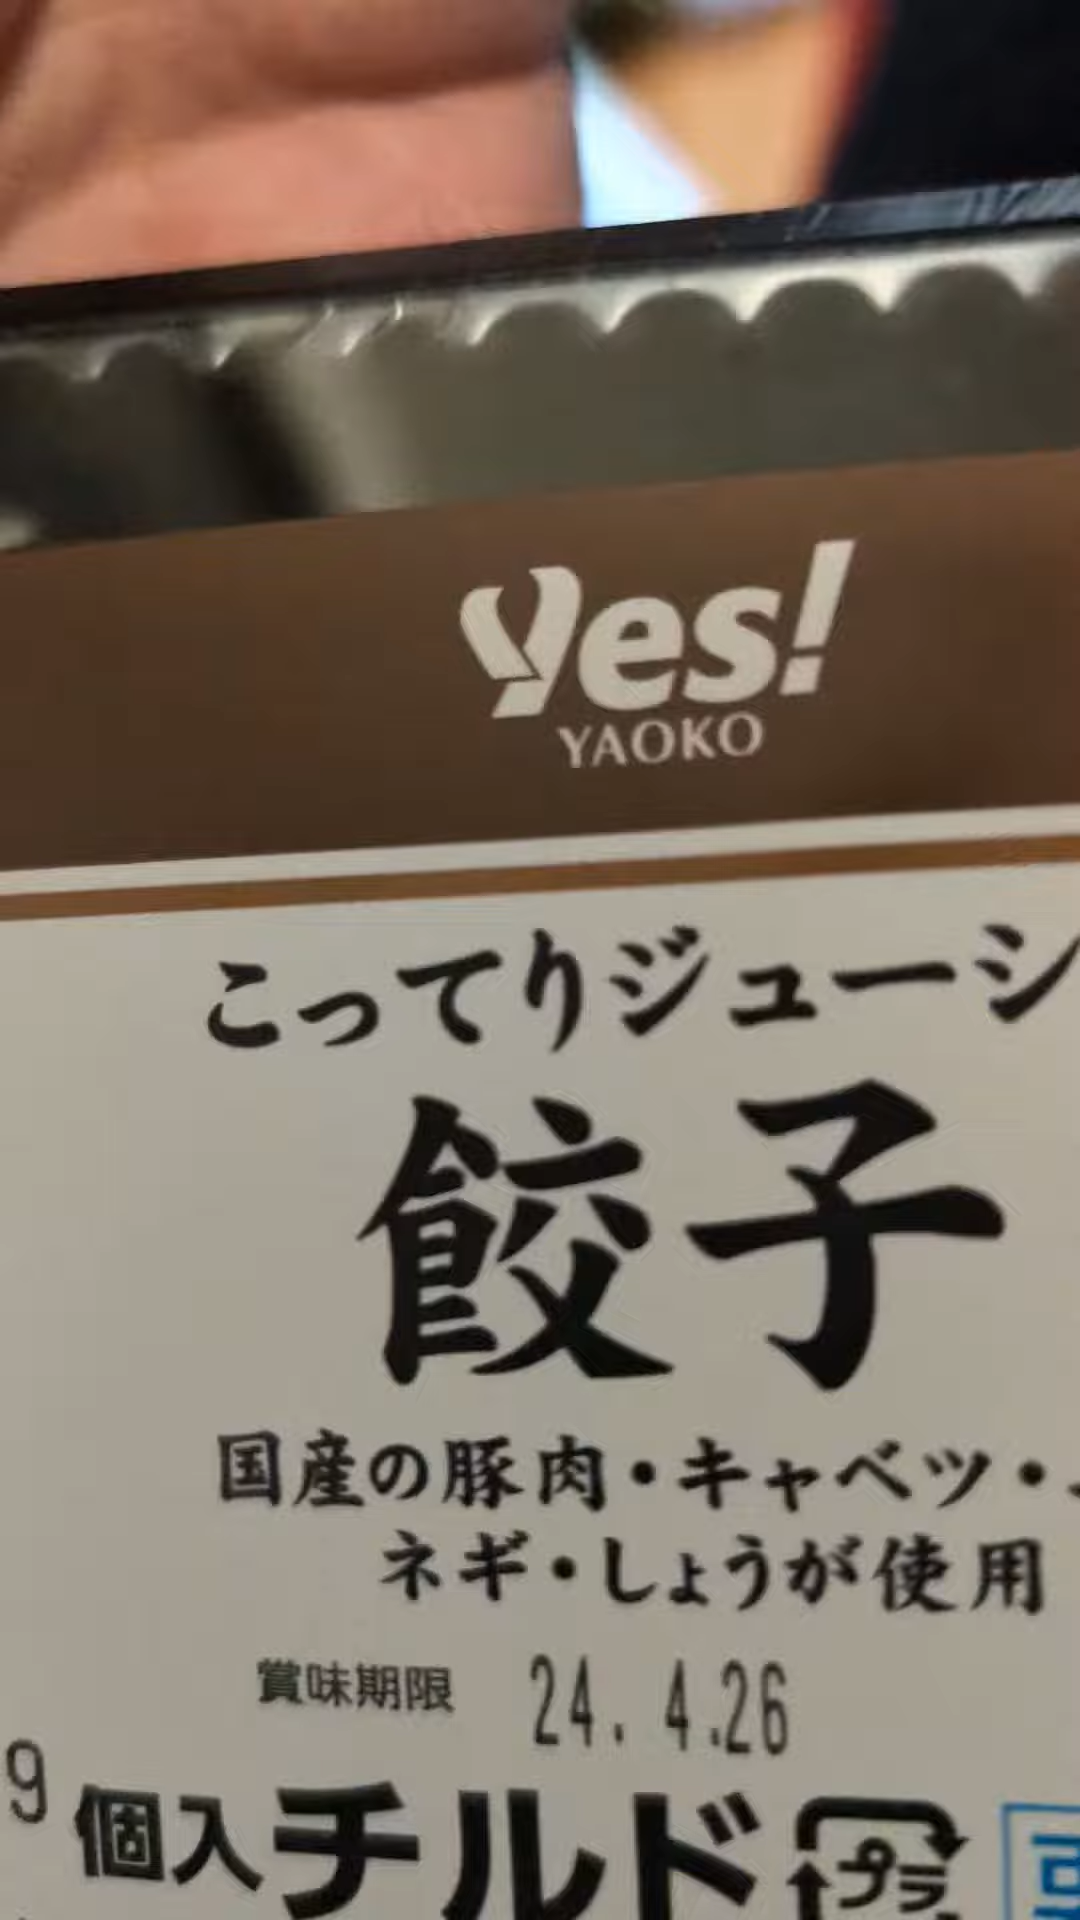 Yes!
YAOKO
こってりジューシ
餃子
国産の豚肉・キャベツ・
ネギ・しょうが使用
賞味期限 24. 4.26
9個入 チルド プラ